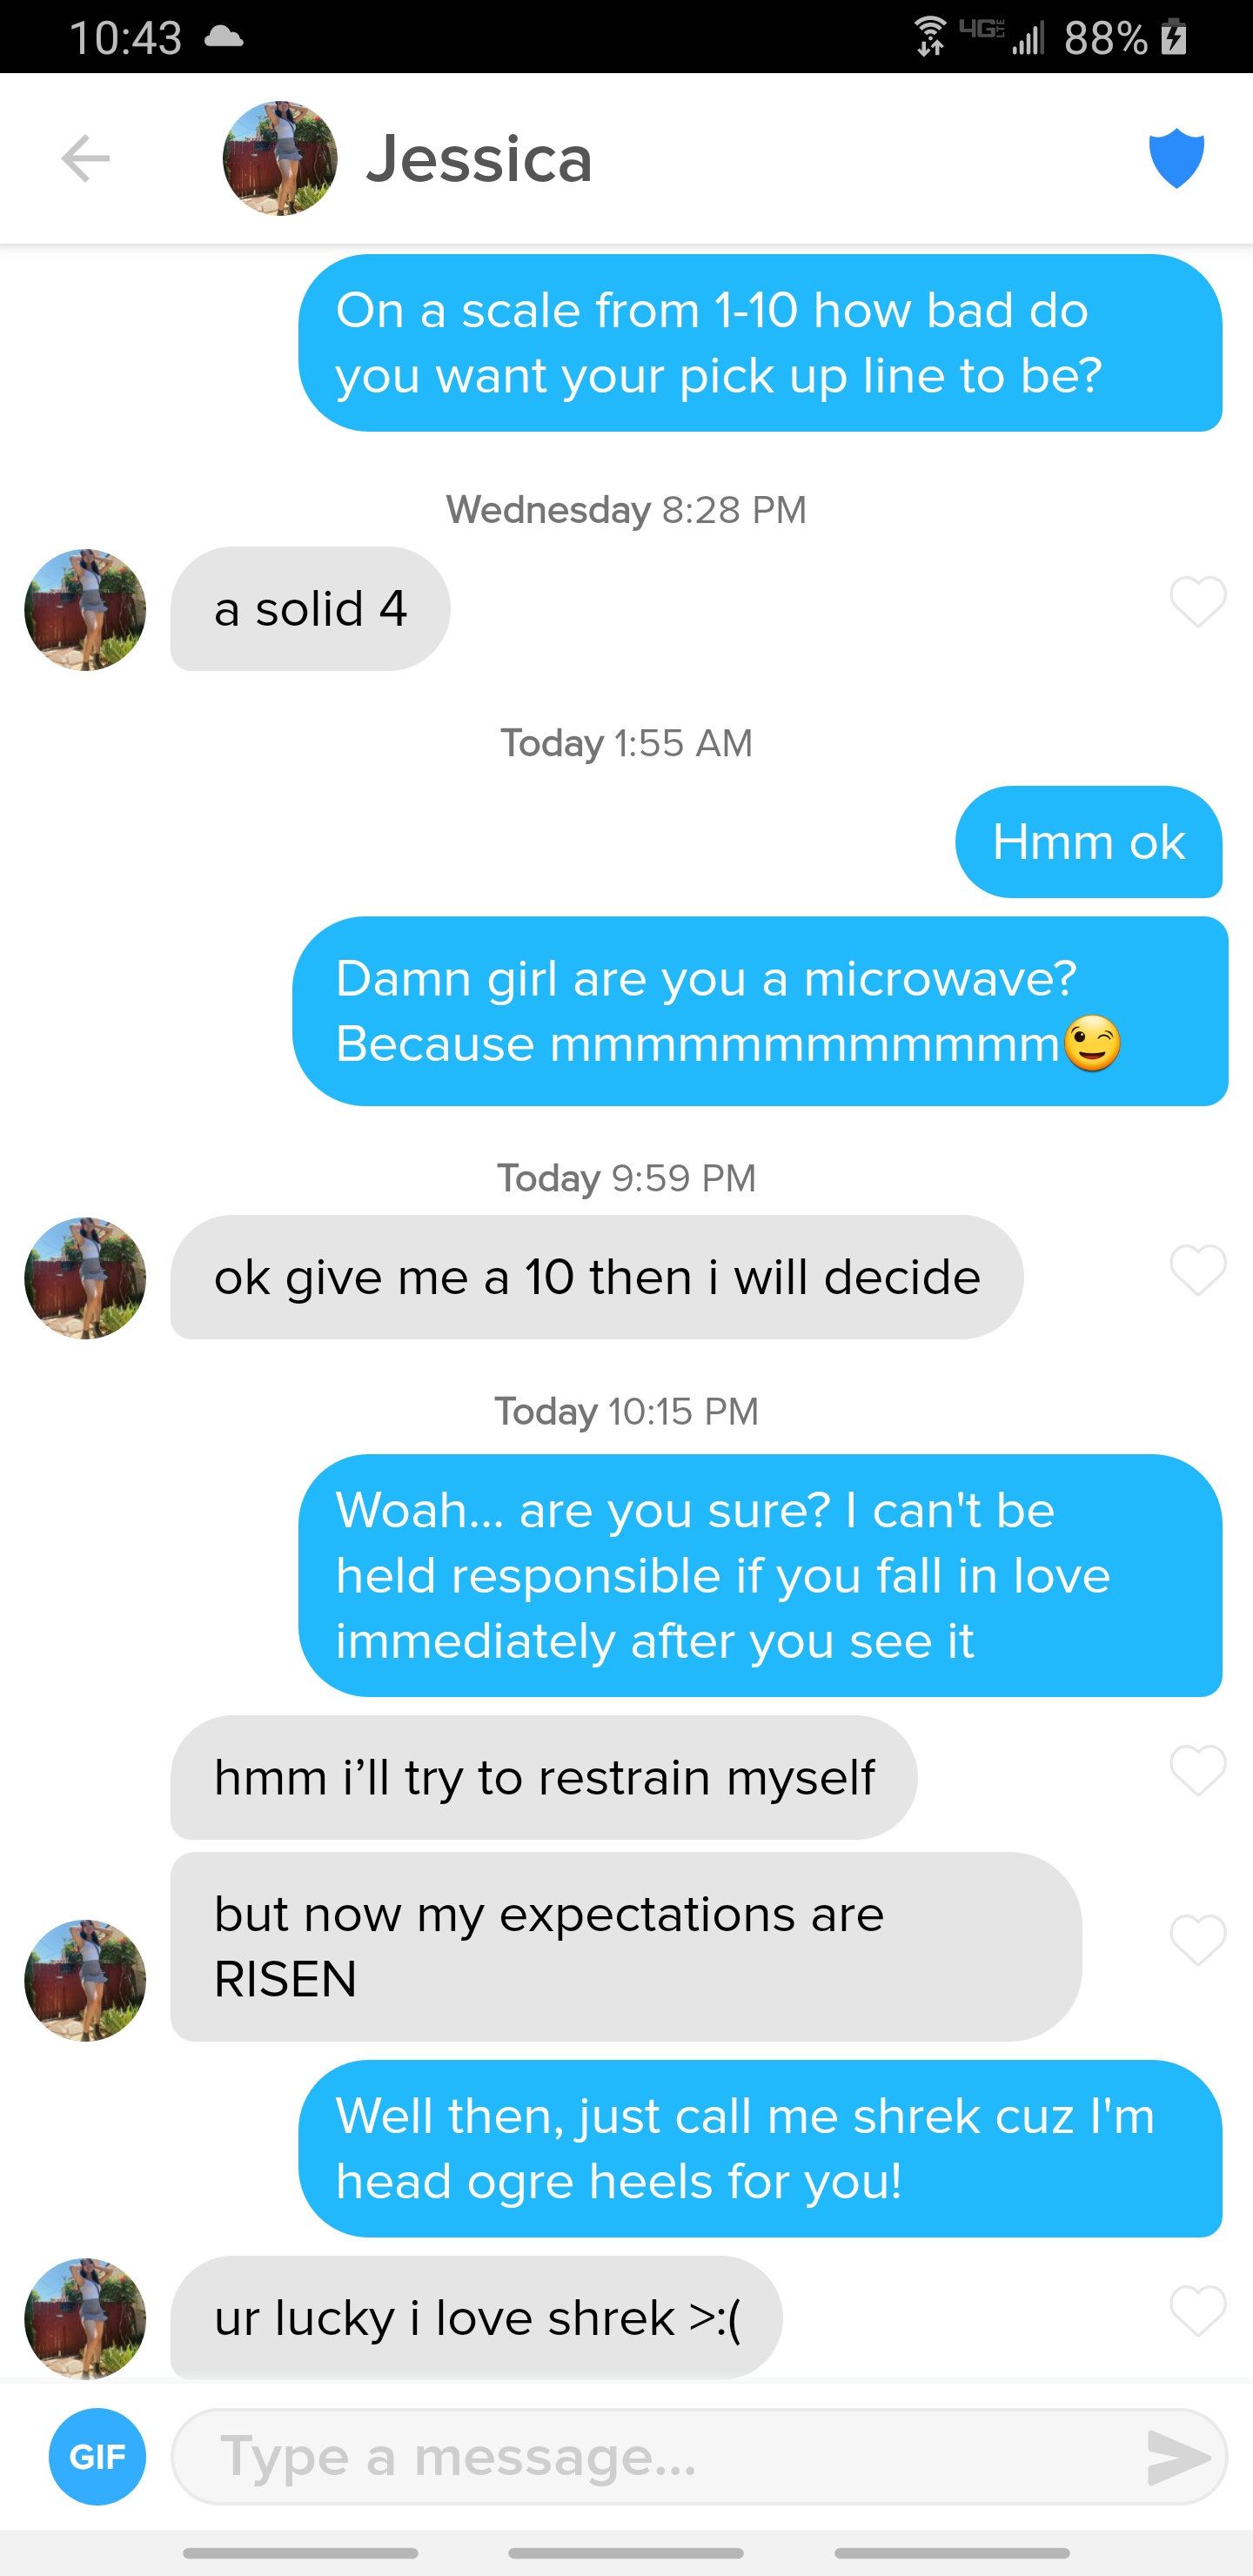 10:43
4G LTE
88%
Jessica
On a scale from 1-10 how bad do
you want your pick up line to be?
Wednesday 8:28 PM
a solid 4
Today 1:55 AM
Hmm ok
Damn girl are you a microwave?
Because mmmmmmmmmmmm😉
Today 9:59 PM
ok give me a 10 then i will decide
Today 10:15 PM
Woah... are you sure? I can't be
held responsible if you fall in love
immediately after you see it
hmm i’ll try to restrain myself
but now my expectations are
RISEN
Well then, just call me shrek cuz I'm
head ogre heels for you!
ur lucky i love shrek >:(
GIF
Type a message...